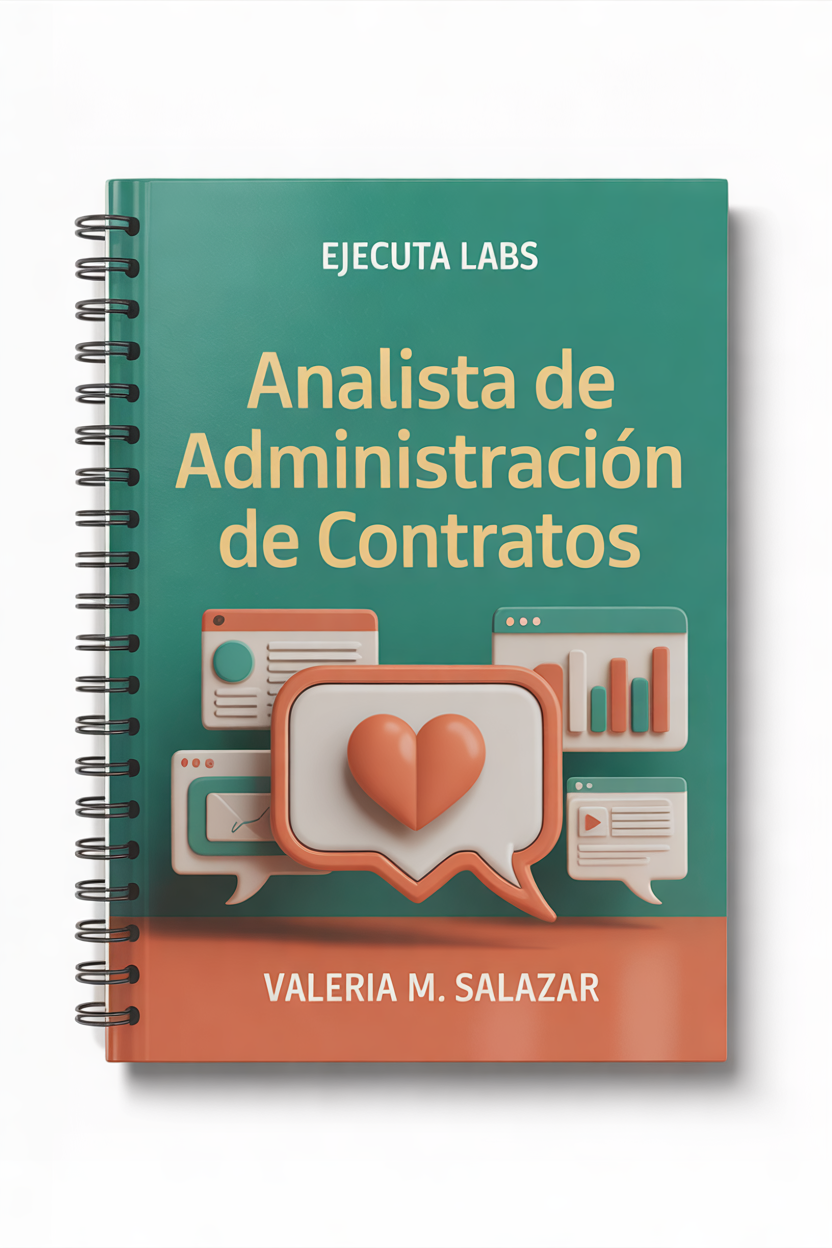 EJECUTA LABS
Analista de
Administración
de Contratos
VALERIA M. SALAZAR